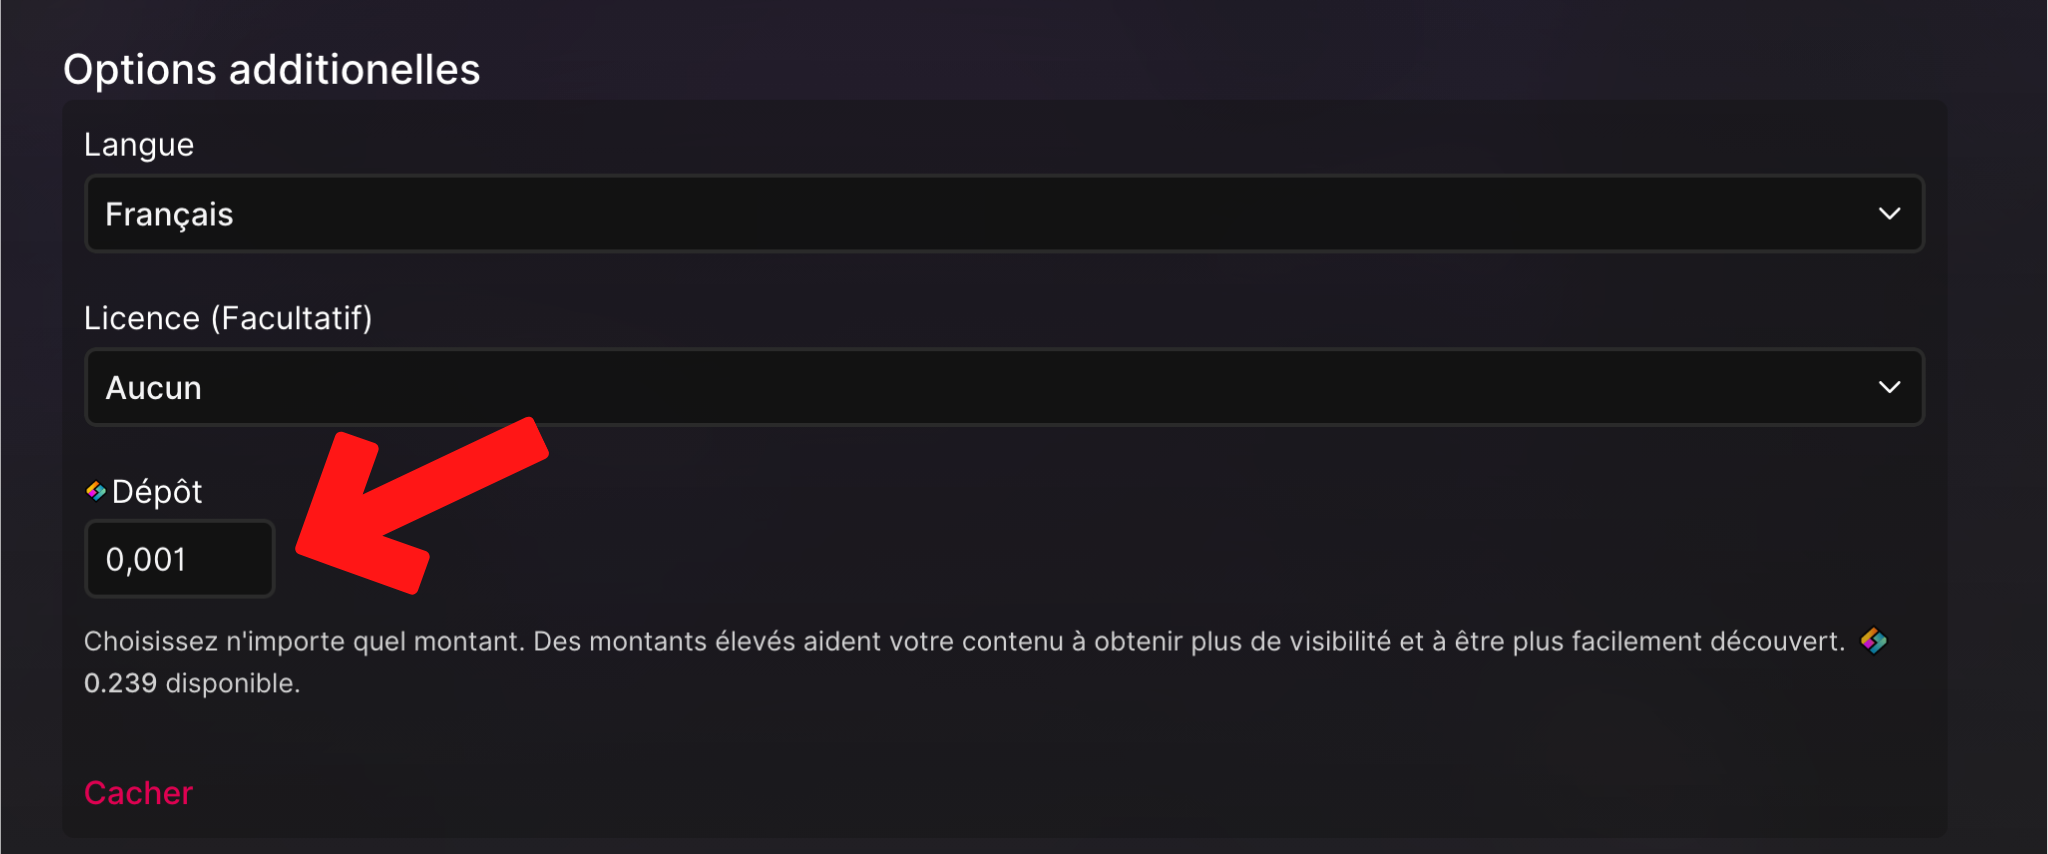 Options additionelles
Langue
Français
Licence (Facultatif)
Aucun
Dépôt
0,001
Choisissez n'importe quel montant. Des montants élevés aident votre contenu à obtenir plus de visibilité et à être plus facilement découvert.
0.239 disponible.
Cacher